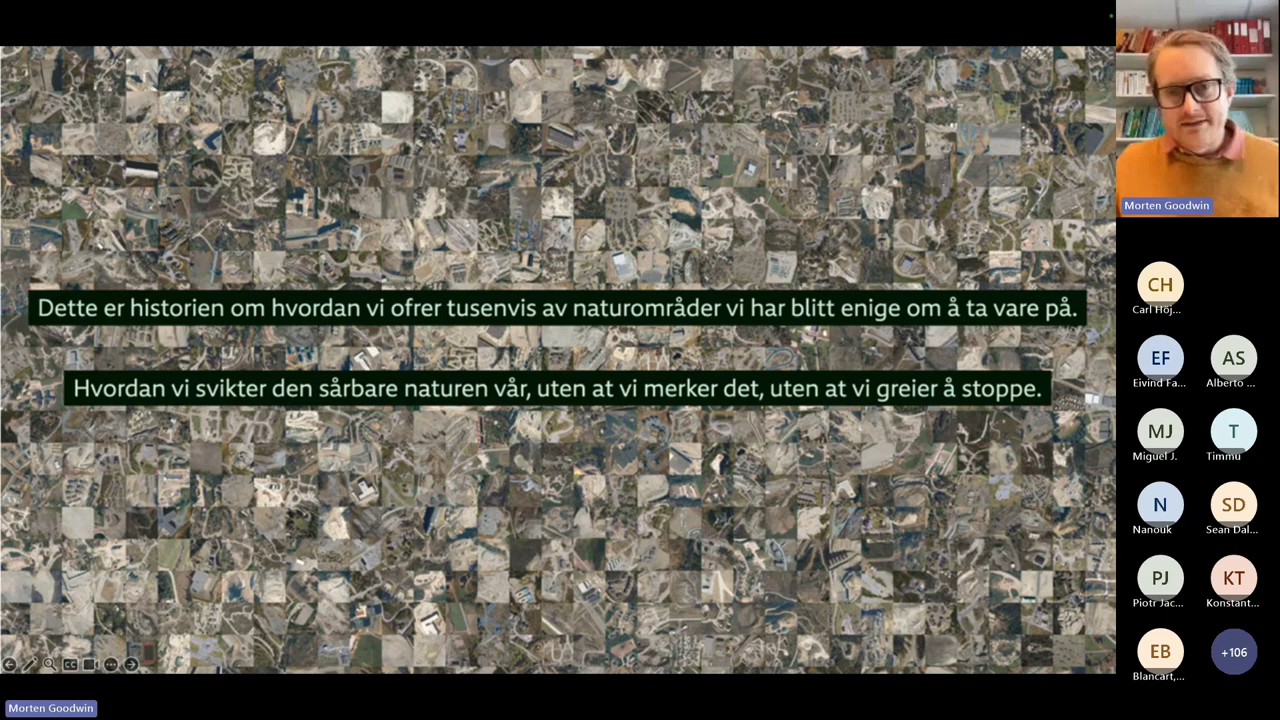 Dette er historien om hvordan vi ofrer tusenvis av naturområder vi har blitt enige om å ta vare på.
Hvordan vi svikter den sårbare naturen vår, uten at vi merker det, uten at vi greier å stoppe.
Morten Goodwin
CH
Carl Höj...
EF
Eivind Fa...
AS
Alberto ...
MJ
Miguel J.
T
Timmu
N
Nanouk
SD
Sean Dal...
PJ
Piotr Jac...
KT
Konstant...
EB
Blancart,...
+106
CC
Morten Goodwin